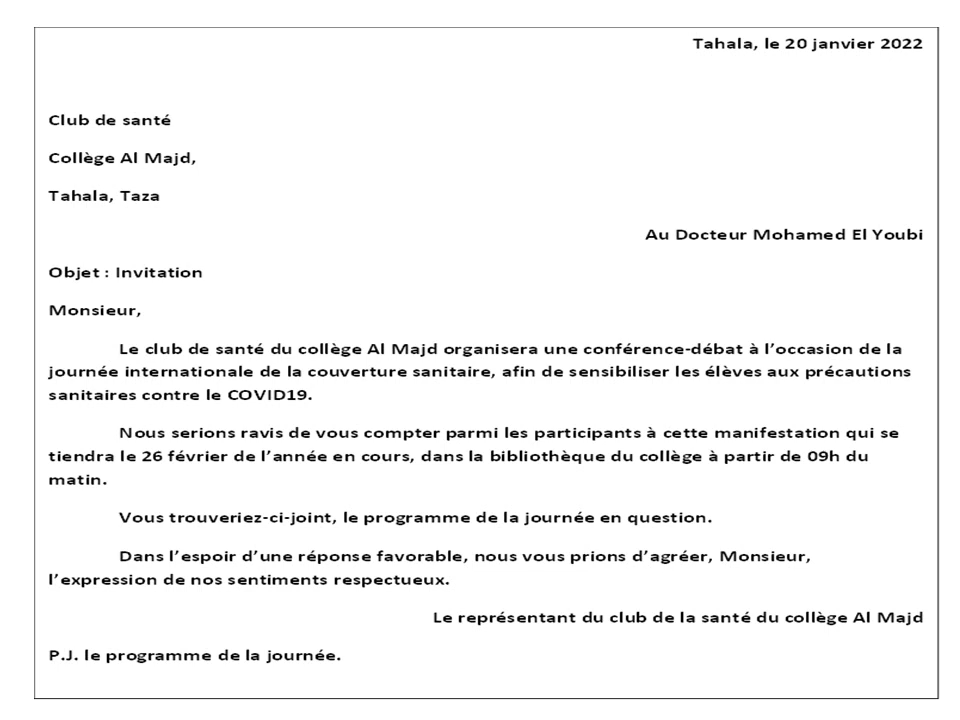 Tahala, le 20 janvier 2022
Club de santé
Collège Al Majd,
Tahala, Taza
Au Docteur Mohamed El Youbi
Objet : Invitation
Monsieur,
Le club de santé du collège Al Majd organisera une conférence-débat à l’occasion de la
journée internationale de la couverture sanitaire, afin de sensibiliser les élèves aux précautions
sanitaires contre le COVID19.
Nous serions ravis de vous compter parmi les participants à cette manifestation qui se
tiendra le 26 février de l’année en cours, dans la bibliothèque du collège à partir de 09h du
matin.
Vous trouveriez-ci-joint, le programme de la journée en question.
Dans l’espoir d’une réponse favorable, nous vous prions d’agréer, Monsieur,
l’expression de nos sentiments respectueux.
Le représentant du club de la santé du collège Al Majd
P.J. le programme de la journée.